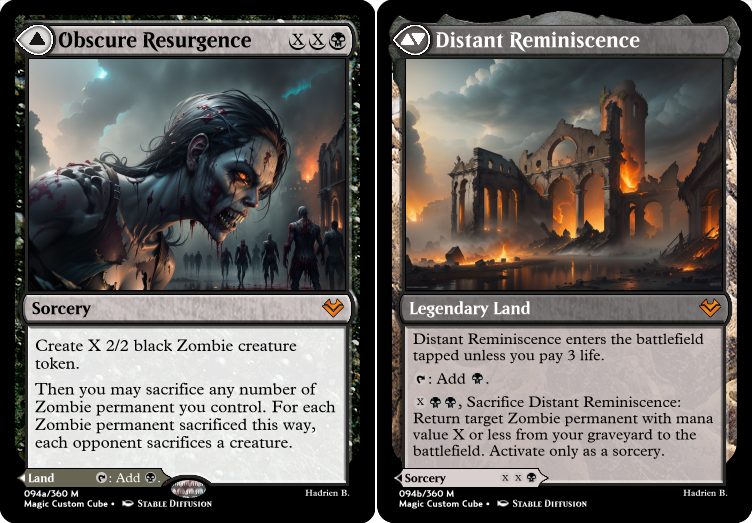 Obscure Resurgence X X
Sorcery
Create X 2/2 black Zombie creature
token.
Then you may sacrifice any number of
Zombie permanent you control. For each
Zombie permanent sacrificed this way,
each opponent sacrifices a creature.
Land : Add .
094a/360 M Hadrien B.
Magic Custom Cube • Stable Diffusion
Distant Reminiscence
Legendary Land
Distant Reminiscence enters the battlefield
tapped unless you pay 3 life.
: Add .
X , Sacrifice Distant Reminiscence:
Return target Zombie permanent with mana
value X or less from your graveyard to the
battlefield. Activate only as a sorcery.
Sorcery X X
094b/360 M Hadrien B.
Magic Custom Cube • Stable Diffusion